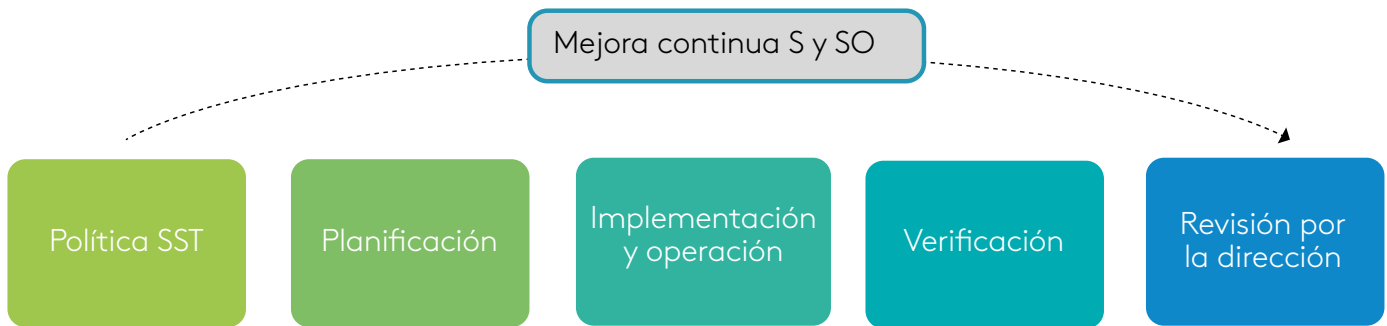 Mejora continua S y SO
Política SST
Planificación
Implementación
y operación
Verificación
Revisión por
la dirección